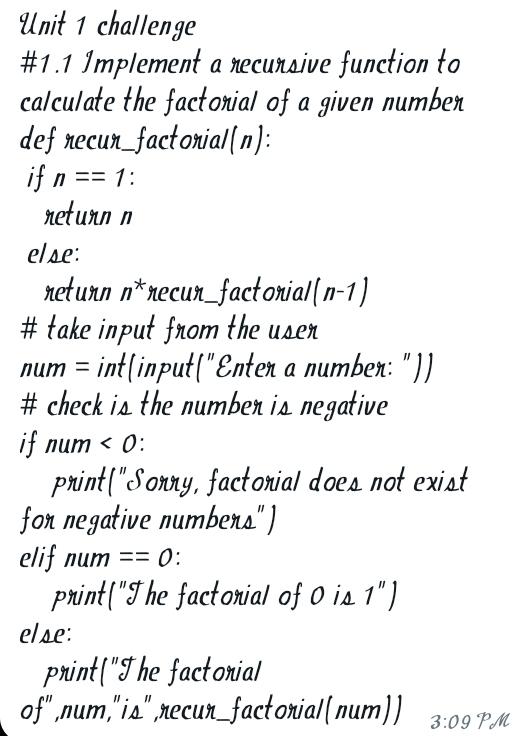 Unit 1 challenge
#1.1 Implement a recursive function to
calculate the factorial of a given number
def recur_factorial(n):
if n == 1:
return n
else:
return n*recur_factorial(n-1)
# take input from the user
num = int(input("Enter a number: "))
# check is the number is negative
if num < 0:
print("Sorry, factorial does not exist
for negative numbers")
elif num == 0:
print("The factorial of 0 is 1")
else:
print("The factorial
of",num,"is",recur_factorial(num))
3:09 PM